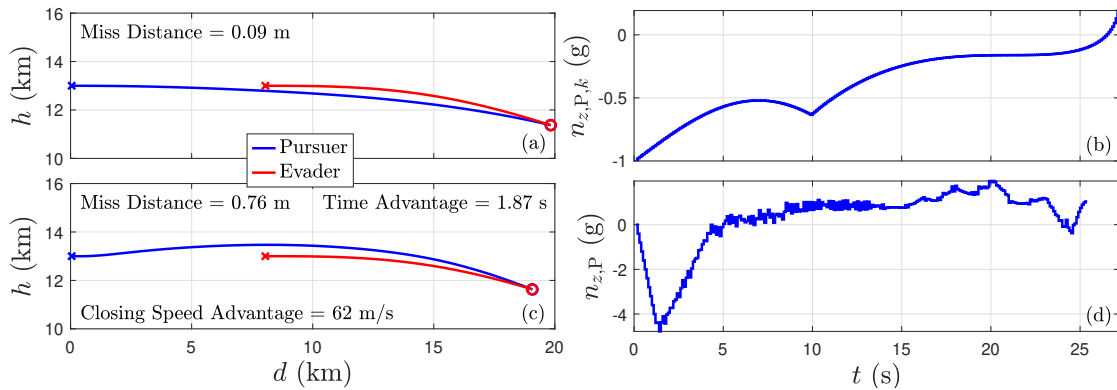 16
14
12
10
h (km)
Miss Distance = 0.09 m
(a)
Pursuer
Evader
16
14
12
10
h (km)
Miss Distance = 0.76 m Time Advantage = 1.87 s
Closing Speed Advantage = 62 m/s
(c)
0 5 10 15 20
d (km)
0
-0.5
-1
n_{z,P,k} (g)
(b)
0
-2
-4
n_{z,P} (g)
(d)
0 5 10 15 20 25
t (s)